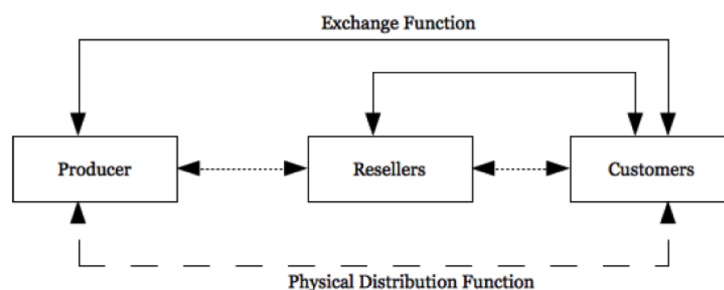 Exchange Function
Producer
Resellers
Customers
Physical Distribution Function